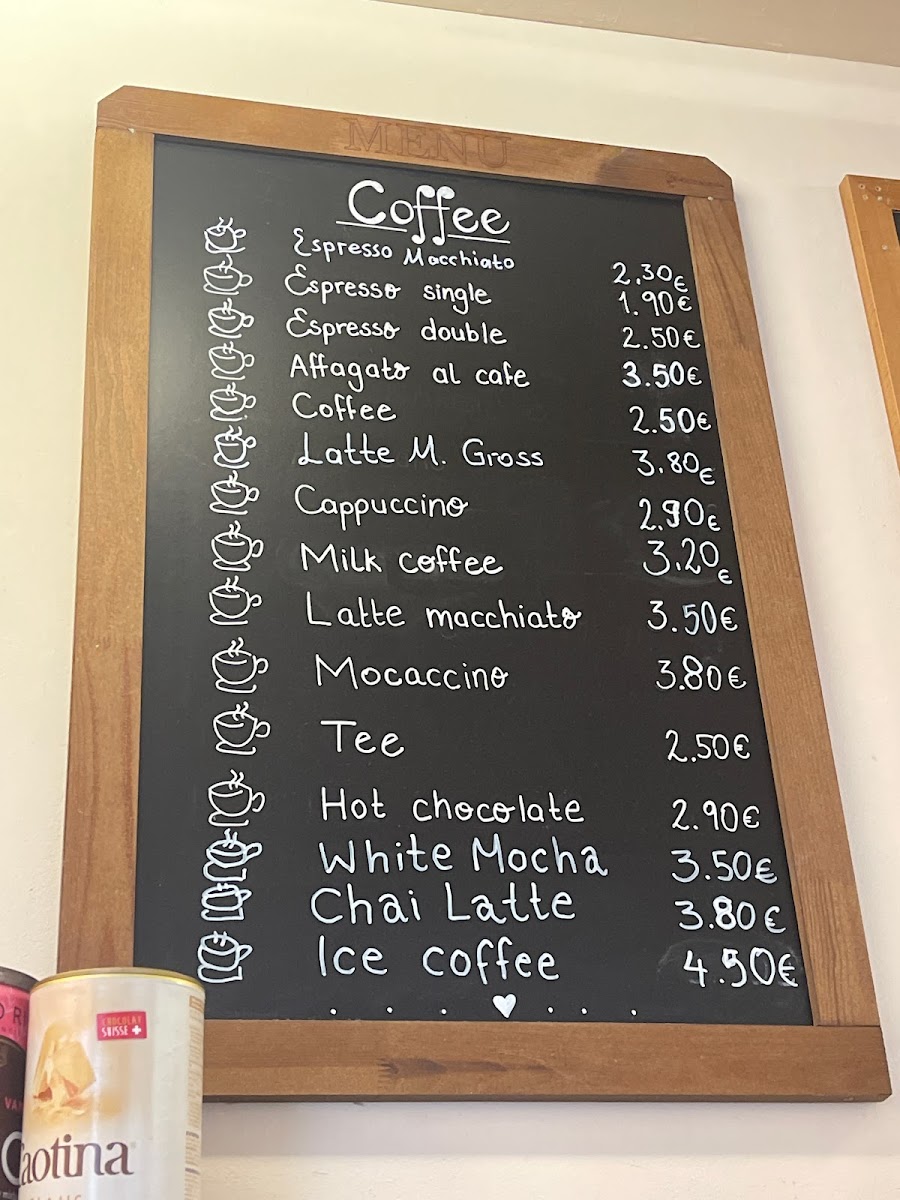 MENU
Coffee
Espresso Macchiato 2,30€
Espresso single 1.90€
Espresso double 2.50€
Affagato al cafe 3.50€
Coffee 2.50€
Latte M. Gross 3.80€
Cappuccino 2.90€
Milk coffee 3.20€
Latte macchiato 3.50€
Mocaccino 3.80€
Tee 2.50€
Hot chocolate 2.90€
White Mocha 3.50€
Chai Latte 3.80€
Ice coffee 4.90€
CHOCOLAT
SUISSE
Caotina